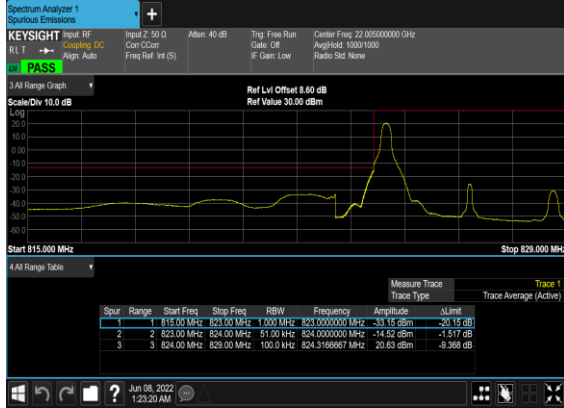 Spectrum Analyzer 1
Spurious Emissions
+
KEYSIGHT Input: RF Input Z: 50 Ω Atten: 40 dB Trig: Free Run Center Freq: 22.005000000 GHz
RLT Coupling: DC Corr CCorr Gate: Off Avg|Hold: 1000/1000
Align: Auto Freq Ref: Int (S) IF Gain: Low Radio Std: None
PASS
3 All Range Graph
Ref Lvl Offset 8.60 dB
Scale/Div 10.0 dB Ref Value 30.00 dBm
Log
20.0
10.0
0.00
-10.0
-20.0
-30.0
-40.0
-50.0
-60.0
Start 815.000 MHz Stop 829.000 MHz
4 All Range Table
Measure Trace Trace 1
Trace Type Trace Average (Active)
Spur Range Start Freq Stop Freq RBW Frequency Amplitude ΔLimit
1 1 815.00 MHz 823.00 MHz 1.000 MHz 823.0000000 MHz -33.15 dBm -20.15 dB
2 2 823.00 MHz 824.00 MHz 51.00 kHz 824.0000000 MHz -14.52 dBm -1.517 dB
3 3 824.00 MHz 829.00 MHz 100.0 kHz 824.3166667 MHz 20.63 dBm -9.368 dB
? Jun 08, 2022
1:23:20 AM